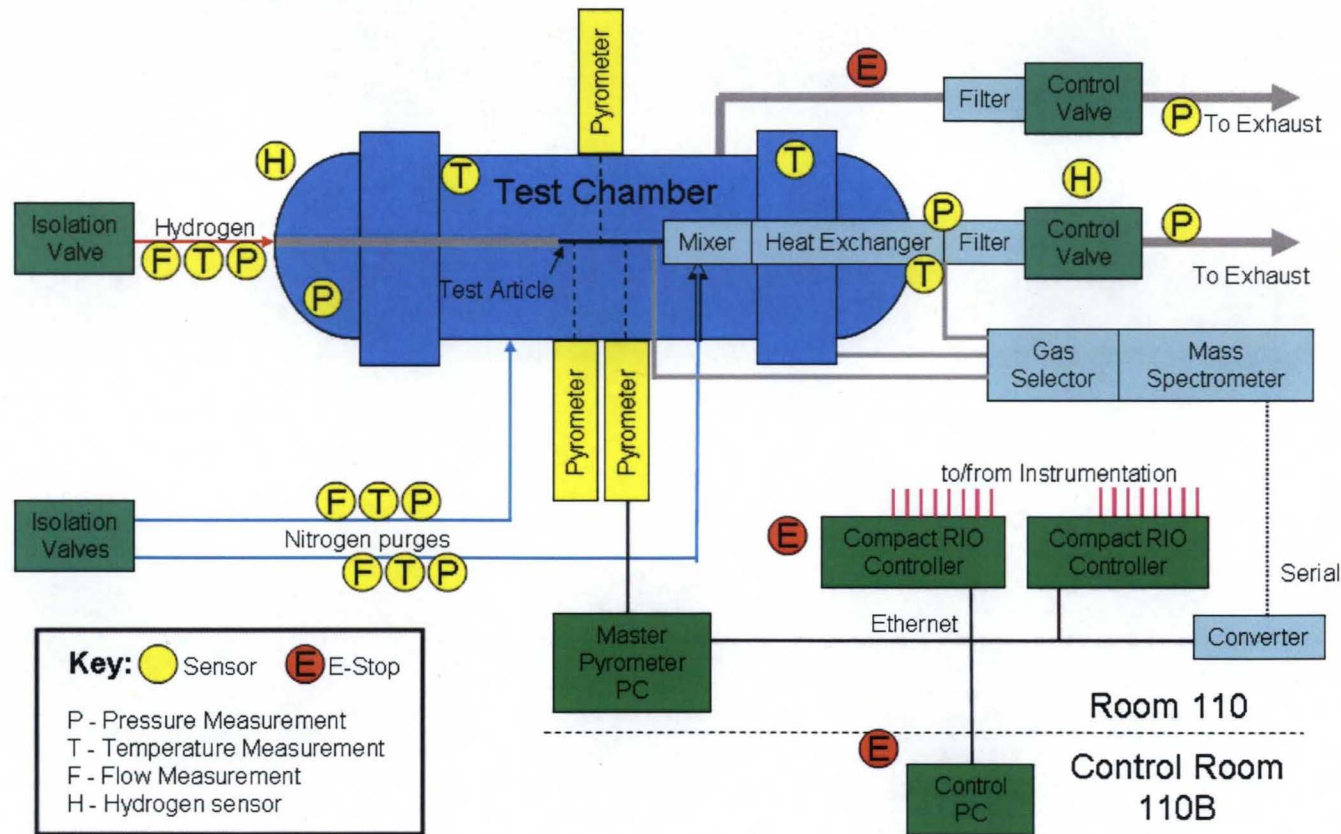 Pyrometer
E
Filter
Control
Valve
P
To Exhaust
H
T
T
Test Chamber
H
Isolation
Valve
Hydrogen
F T P
P
Test Article
Mixer
Heat Exchanger
P
T
Filter
Control
Valve
P
To Exhaust
Gas
Selector
Mass
Spectrometer
Pyrometer
Pyrometer
Isolation
Valves
F T P
Nitrogen purges
F T P
to/from Instrumentation
E
Compact RIO
Controller
Compact RIO
Controller
Serial
Ethernet
Master
Pyrometer
PC
Converter
Room 110
E
Control
PC
Control Room
110B
Key: Sensor E E-Stop
P - Pressure Measurement
T - Temperature Measurement
F - Flow Measurement
H - Hydrogen sensor